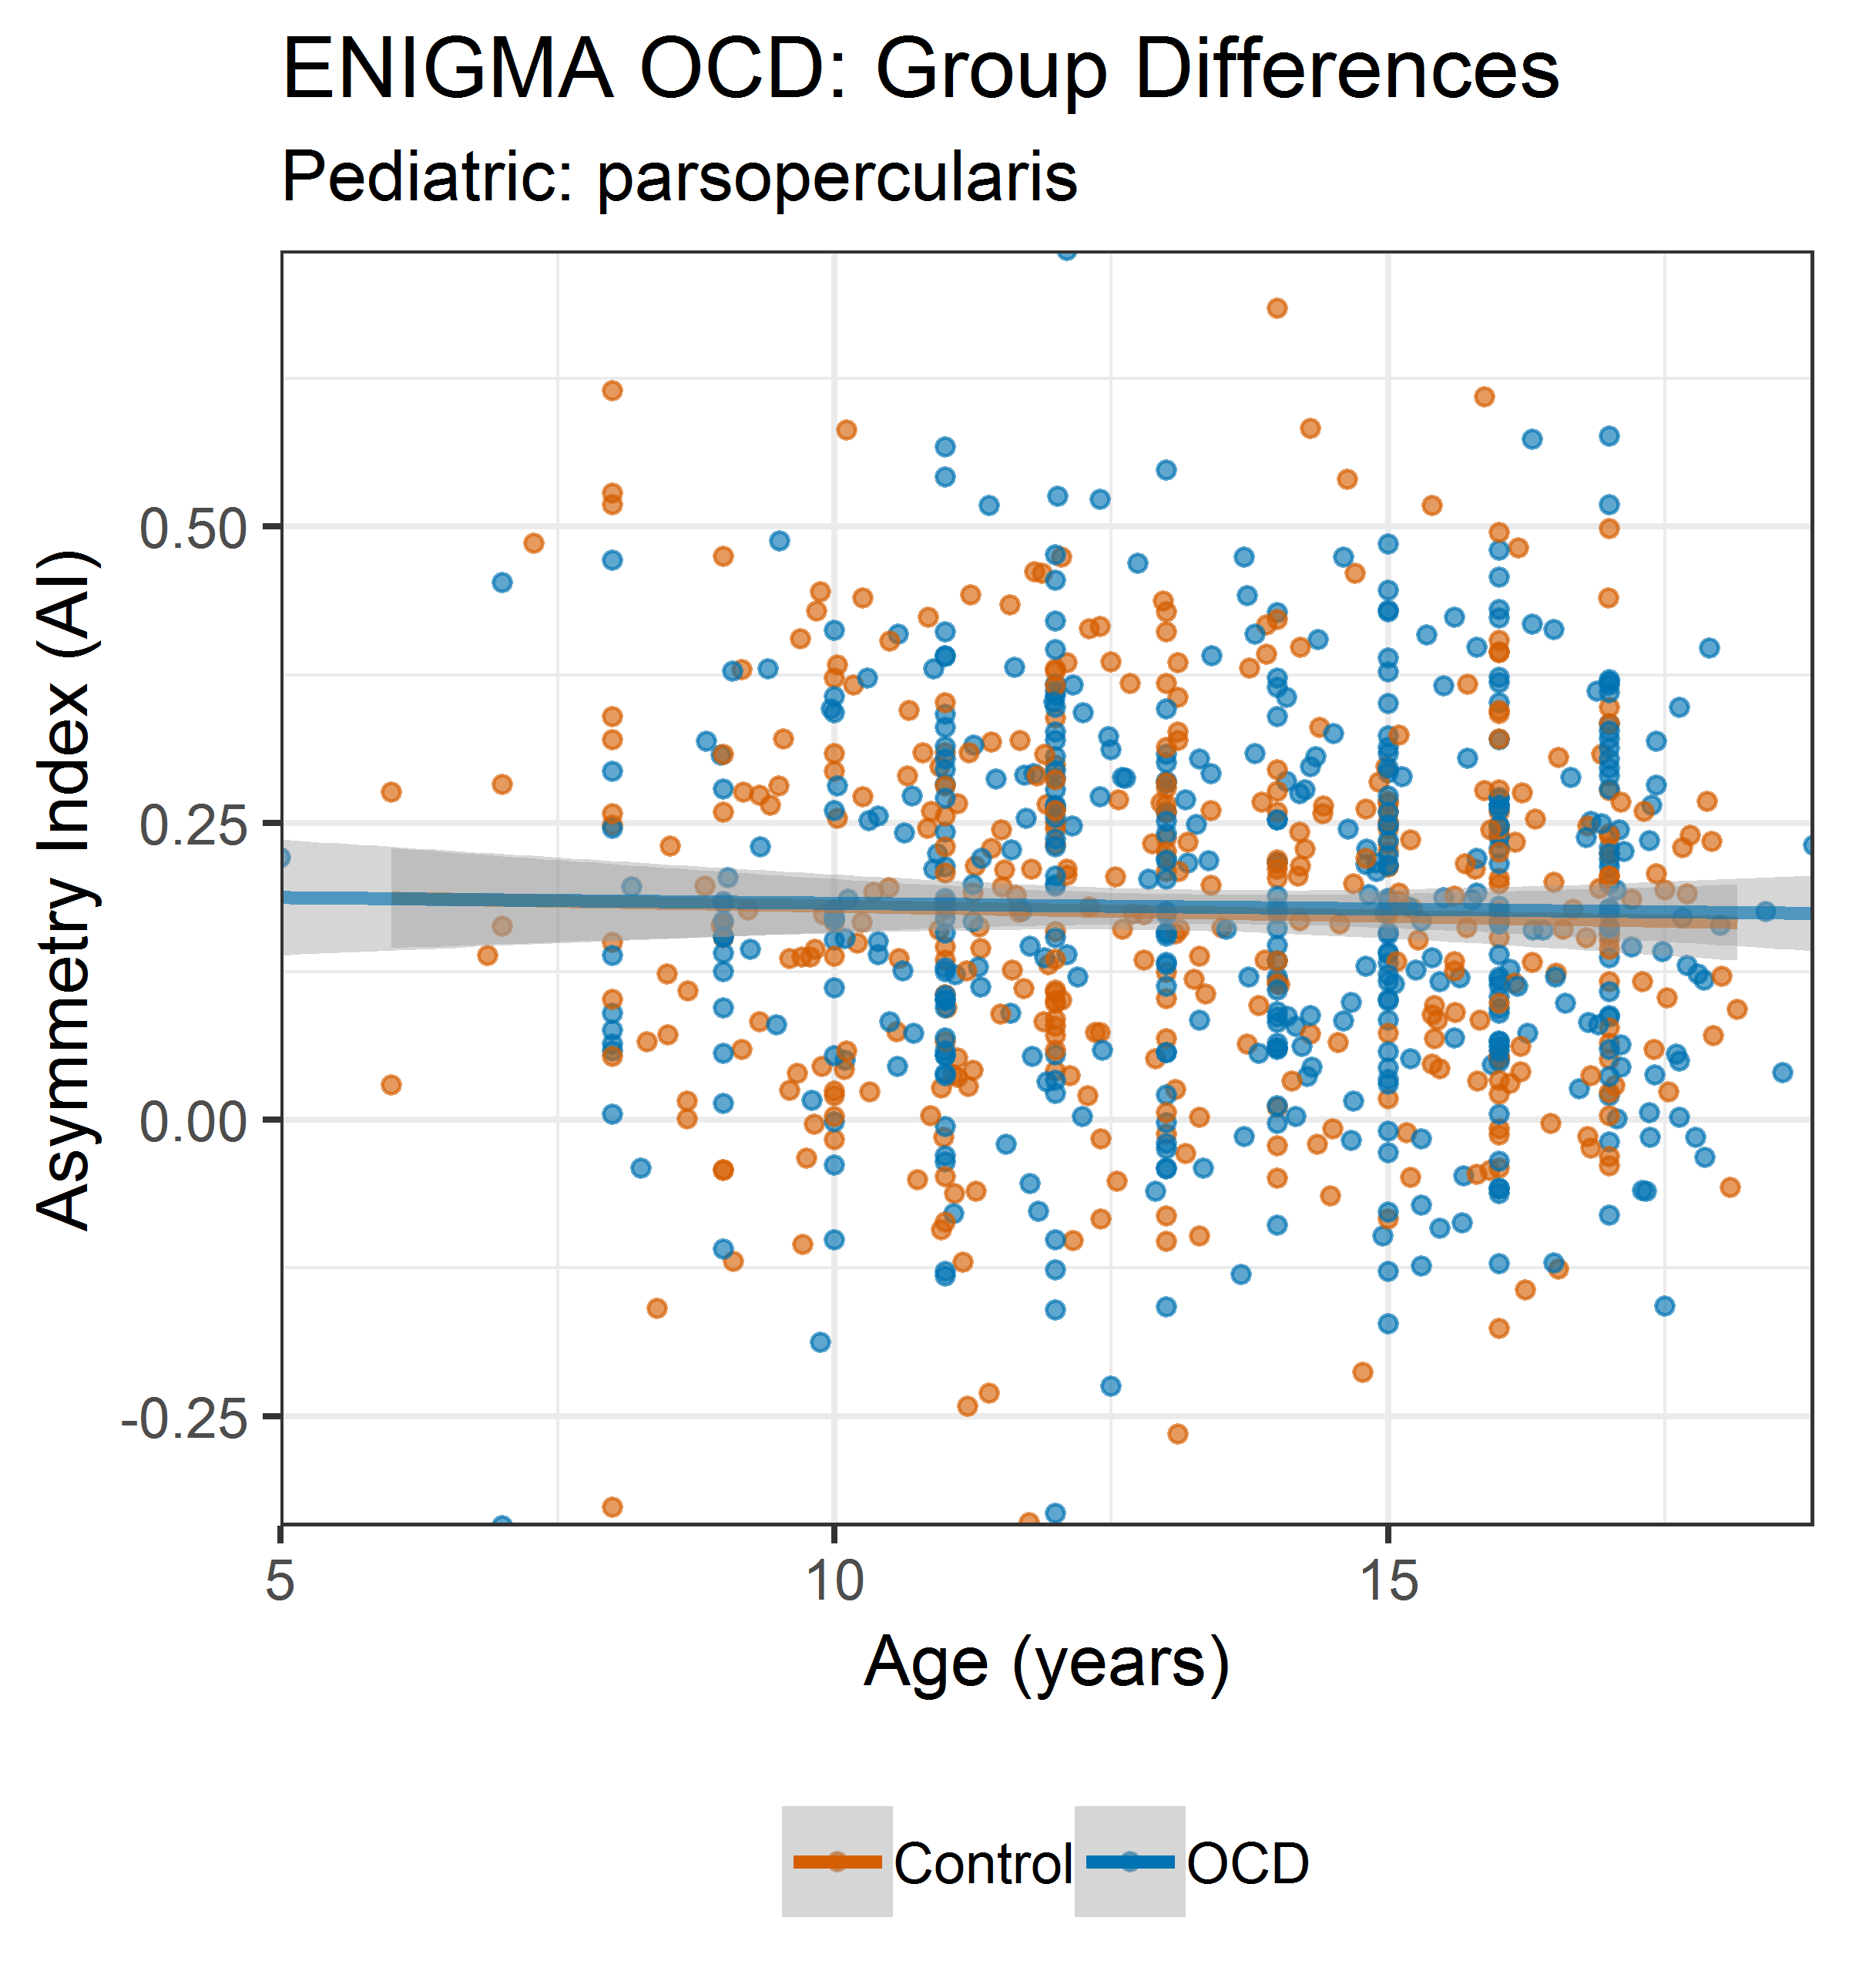 ENIGMA OCD: Group Differences
Pediatric: parsopercularis
Asymmetry Index (AI)
0.50
0.25
0.00
-0.25
5 10 15
Age (years)
Control OCD